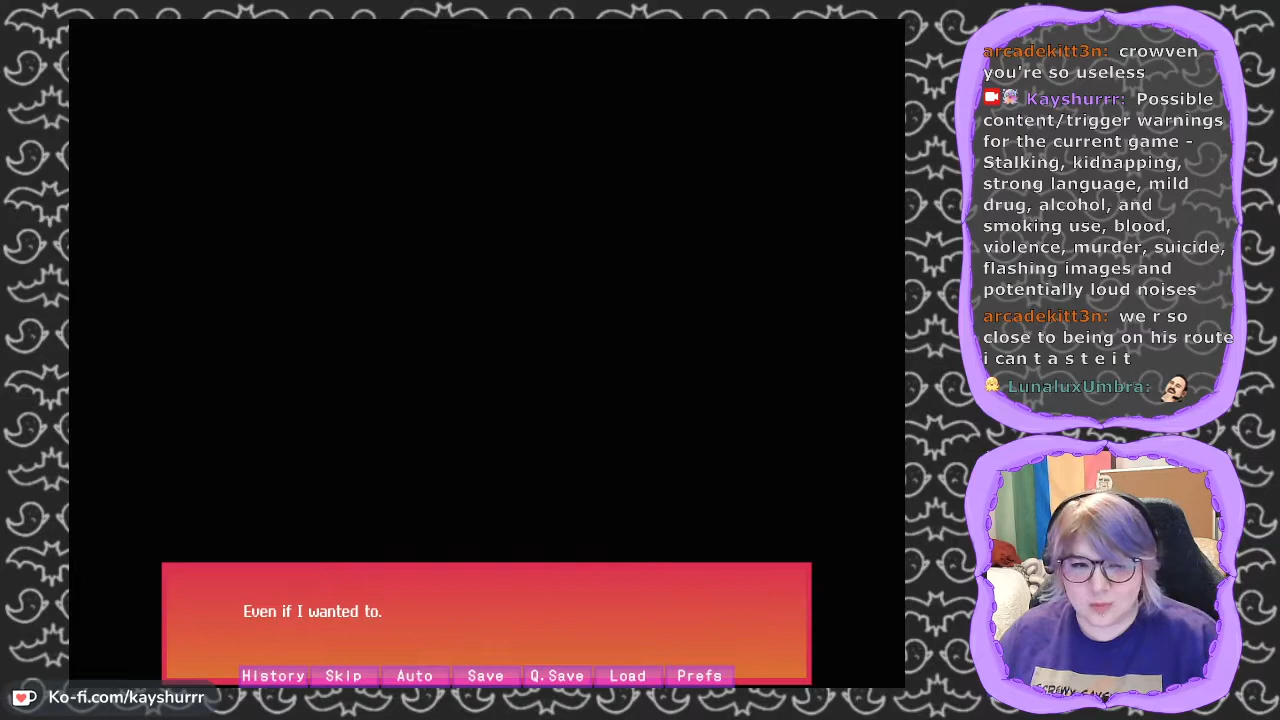 arcadekitt3n: crowven
you're so useless
Kayshurrr: Possible
content/trigger warnings
for the current game -
Stalking, kidnapping,
strong language, mild
drug, alcohol, and
smoking use, blood,
violence, murder, suicide,
flashing images and
potentially loud noises
arcadekitt3n: we r so
close to being on his route
i can t a s t e i t
LunaluxUmbra:
Even if I wanted to.
History Skip Auto Save Q.Save Load Prefs
Ko-fi.com/kayshurrr